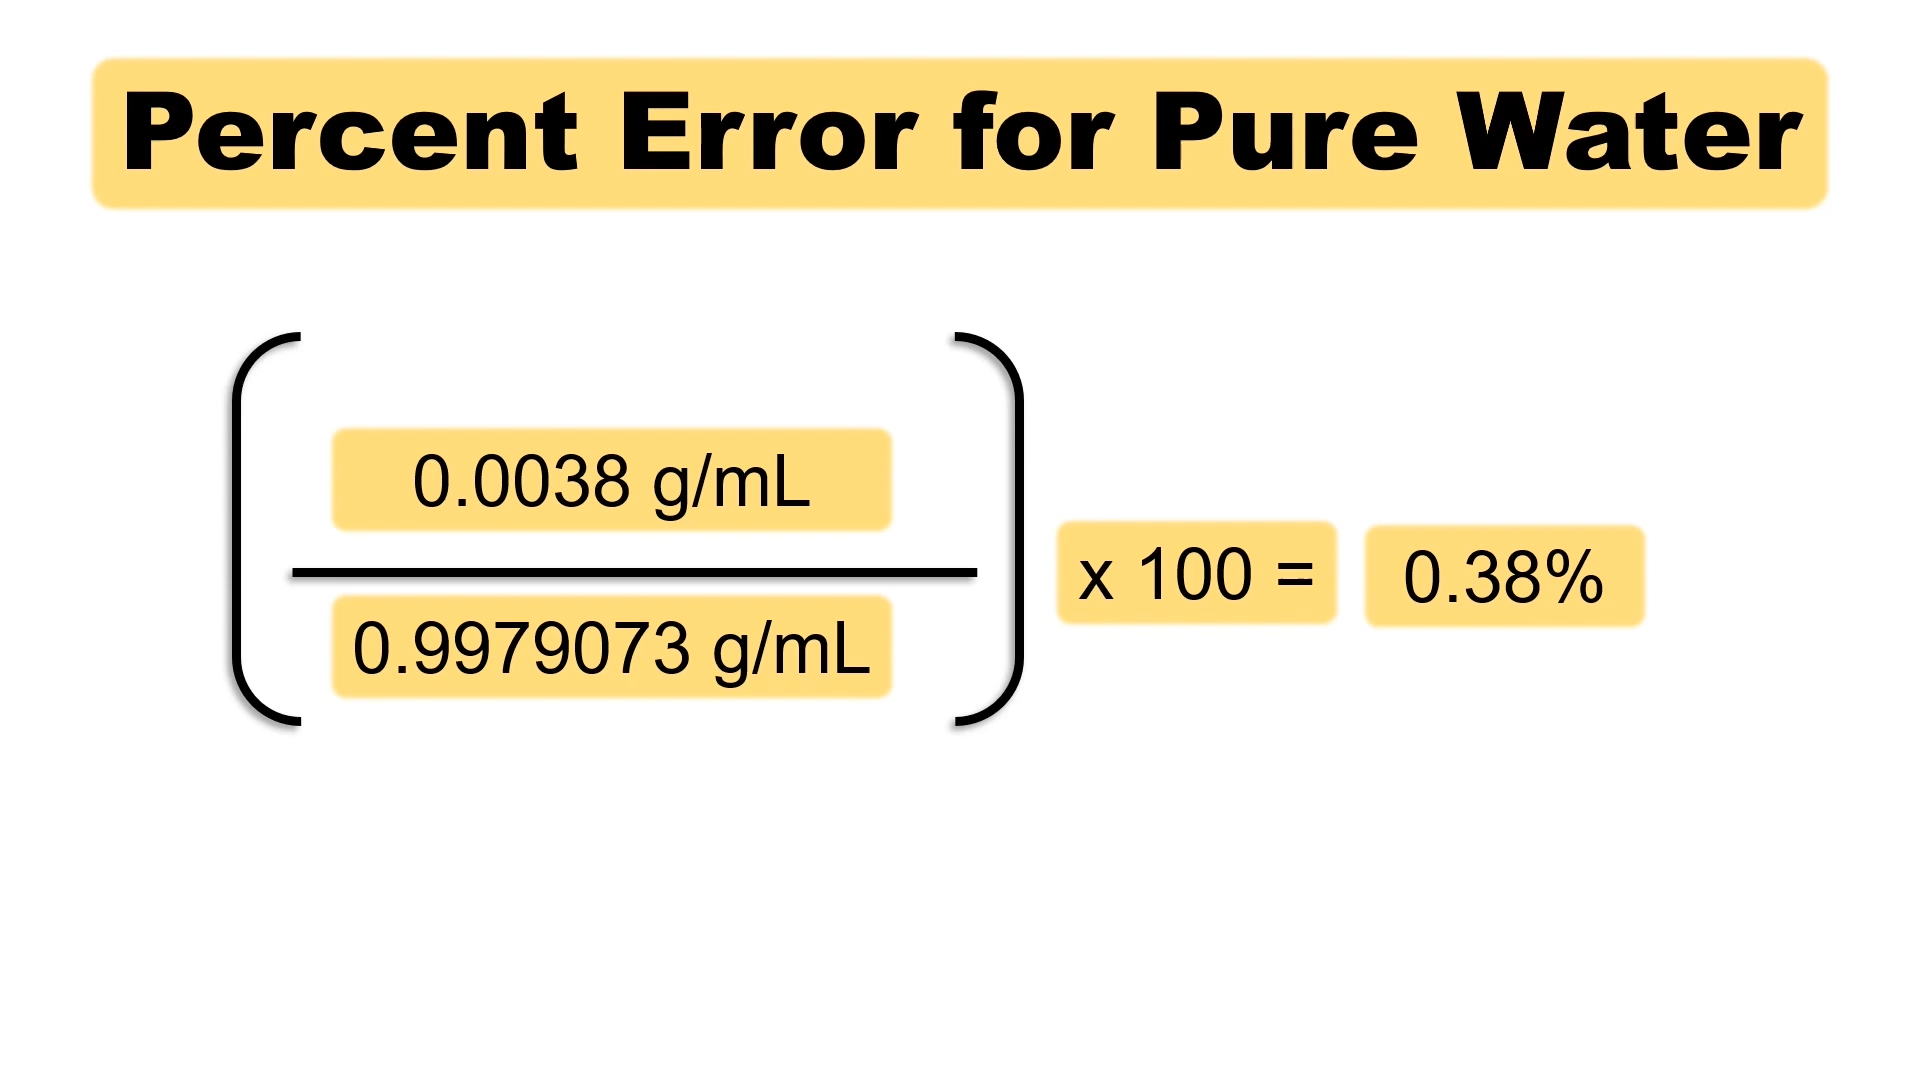 Percent Error for Pure Water
0.0038 g/mL
0.9979073 g/mL
x 100 = 0.38%